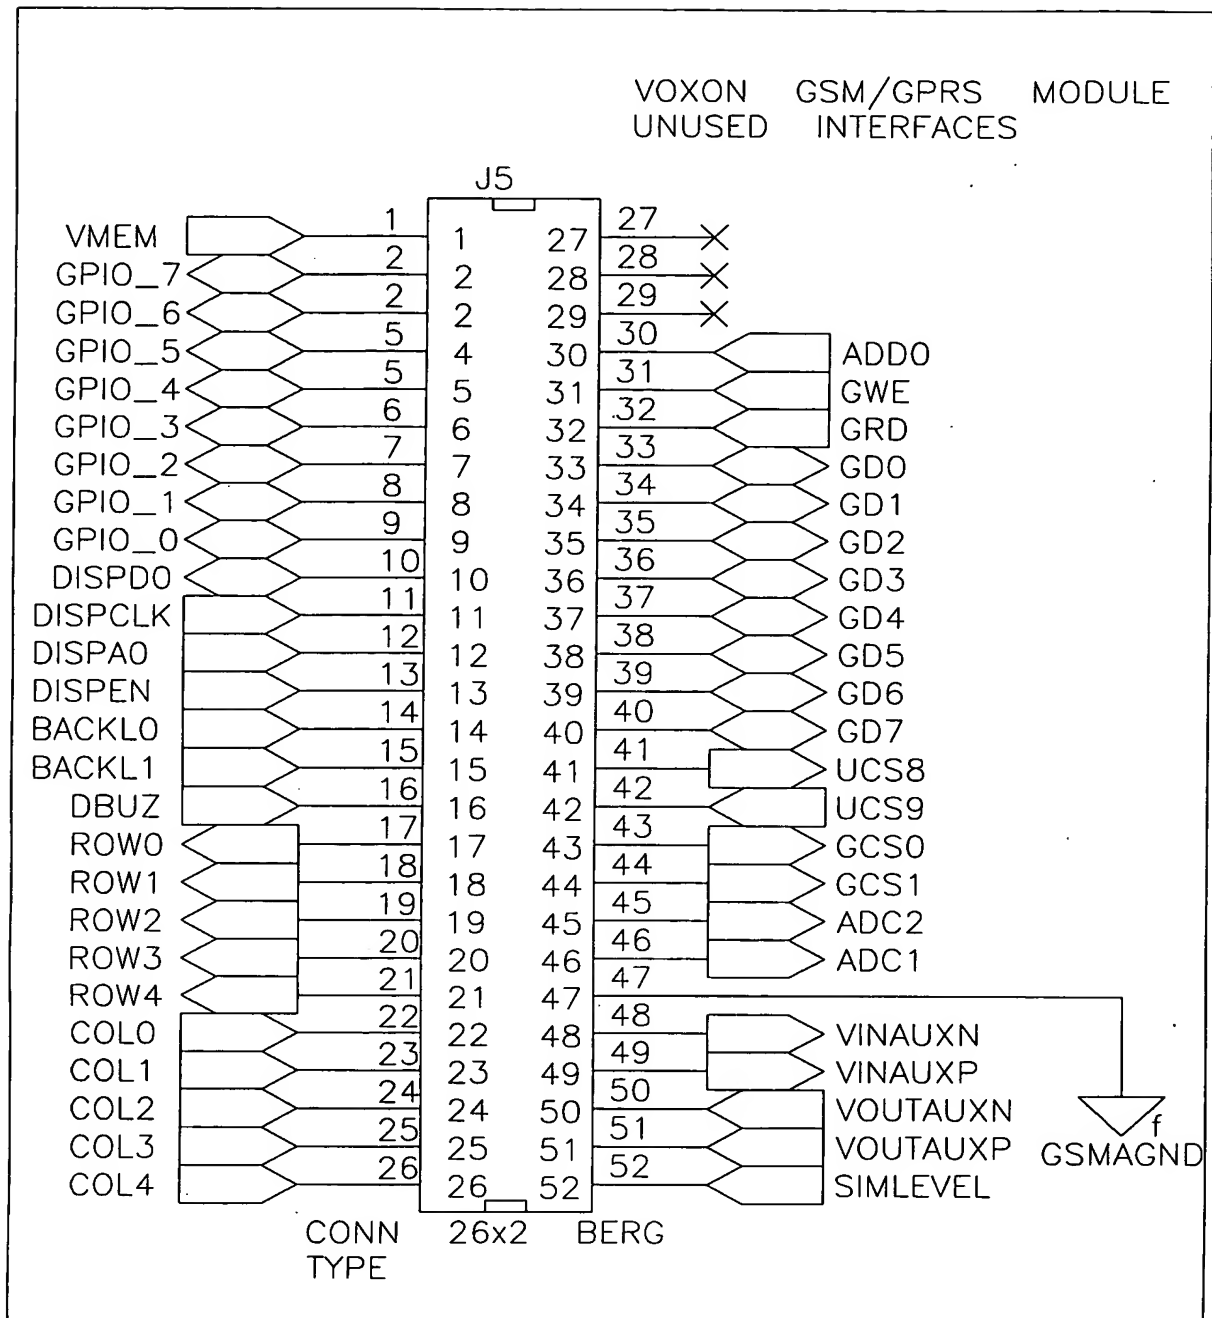 VOXON GSM/GPRS MODULE
UNUSED INTERFACES
J5
VMEM 1 1 27 27
GPIO_7 2 2 28 28
GPIO_6 2 2 29 29
GPIO_5 5 4 30 30 ADD0
GPIO_4 5 5 31 31 GWE
GPIO_3 6 6 32 32 GRD
GPIO_2 7 7 33 33 GD0
GPIO_1 8 8 34 34 GD1
GPIO_0 9 9 35 35 GD2
DISPD0 10 10 36 36 GD3
DISPCLK 11 11 37 37 GD4
DISPA0 12 12 38 38 GD5
DISPEN 13 13 39 39 GD6
BACKL0 14 14 40 40 GD7
BACKL1 15 15 41 41 UCS8
DBUZ 16 16 42 42 UCS9
ROW0 17 17 43 43 GCS0
ROW1 18 18 44 44 GCS1
ROW2 19 19 45 45 ADC2
ROW3 20 20 46 46 ADC1
ROW4 21 21 47 47
COL0 22 22 48 48 VINAUXN
COL1 23 23 49 49 VINAUXP
COL2 24 24 50 50 VOUTAUXN
COL3 25 25 51 51 VOUTAUXP
COL4 26 26 52 52 SIMLEVEL
f
GSMAGND
CONN 26x2 BERG
TYPE